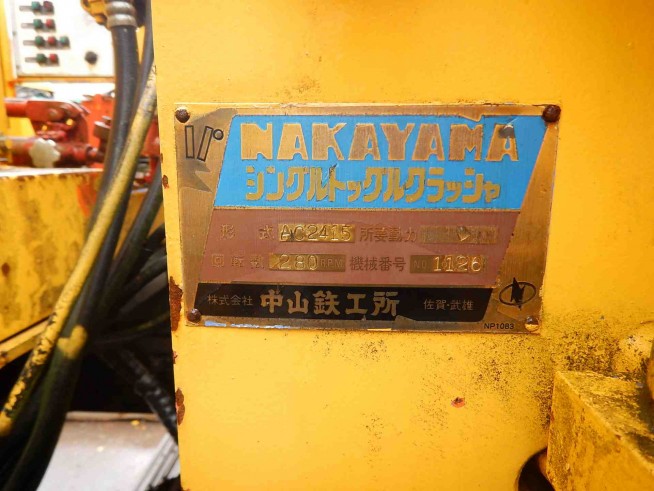 NAKAYAMA
シングルトッグルクラッシャ
形 式 AC2415 所要動力
回転数 280 RPM 機械番号 No. 1126
株式会社 中山鉄工所 佐賀・武雄
NP1083